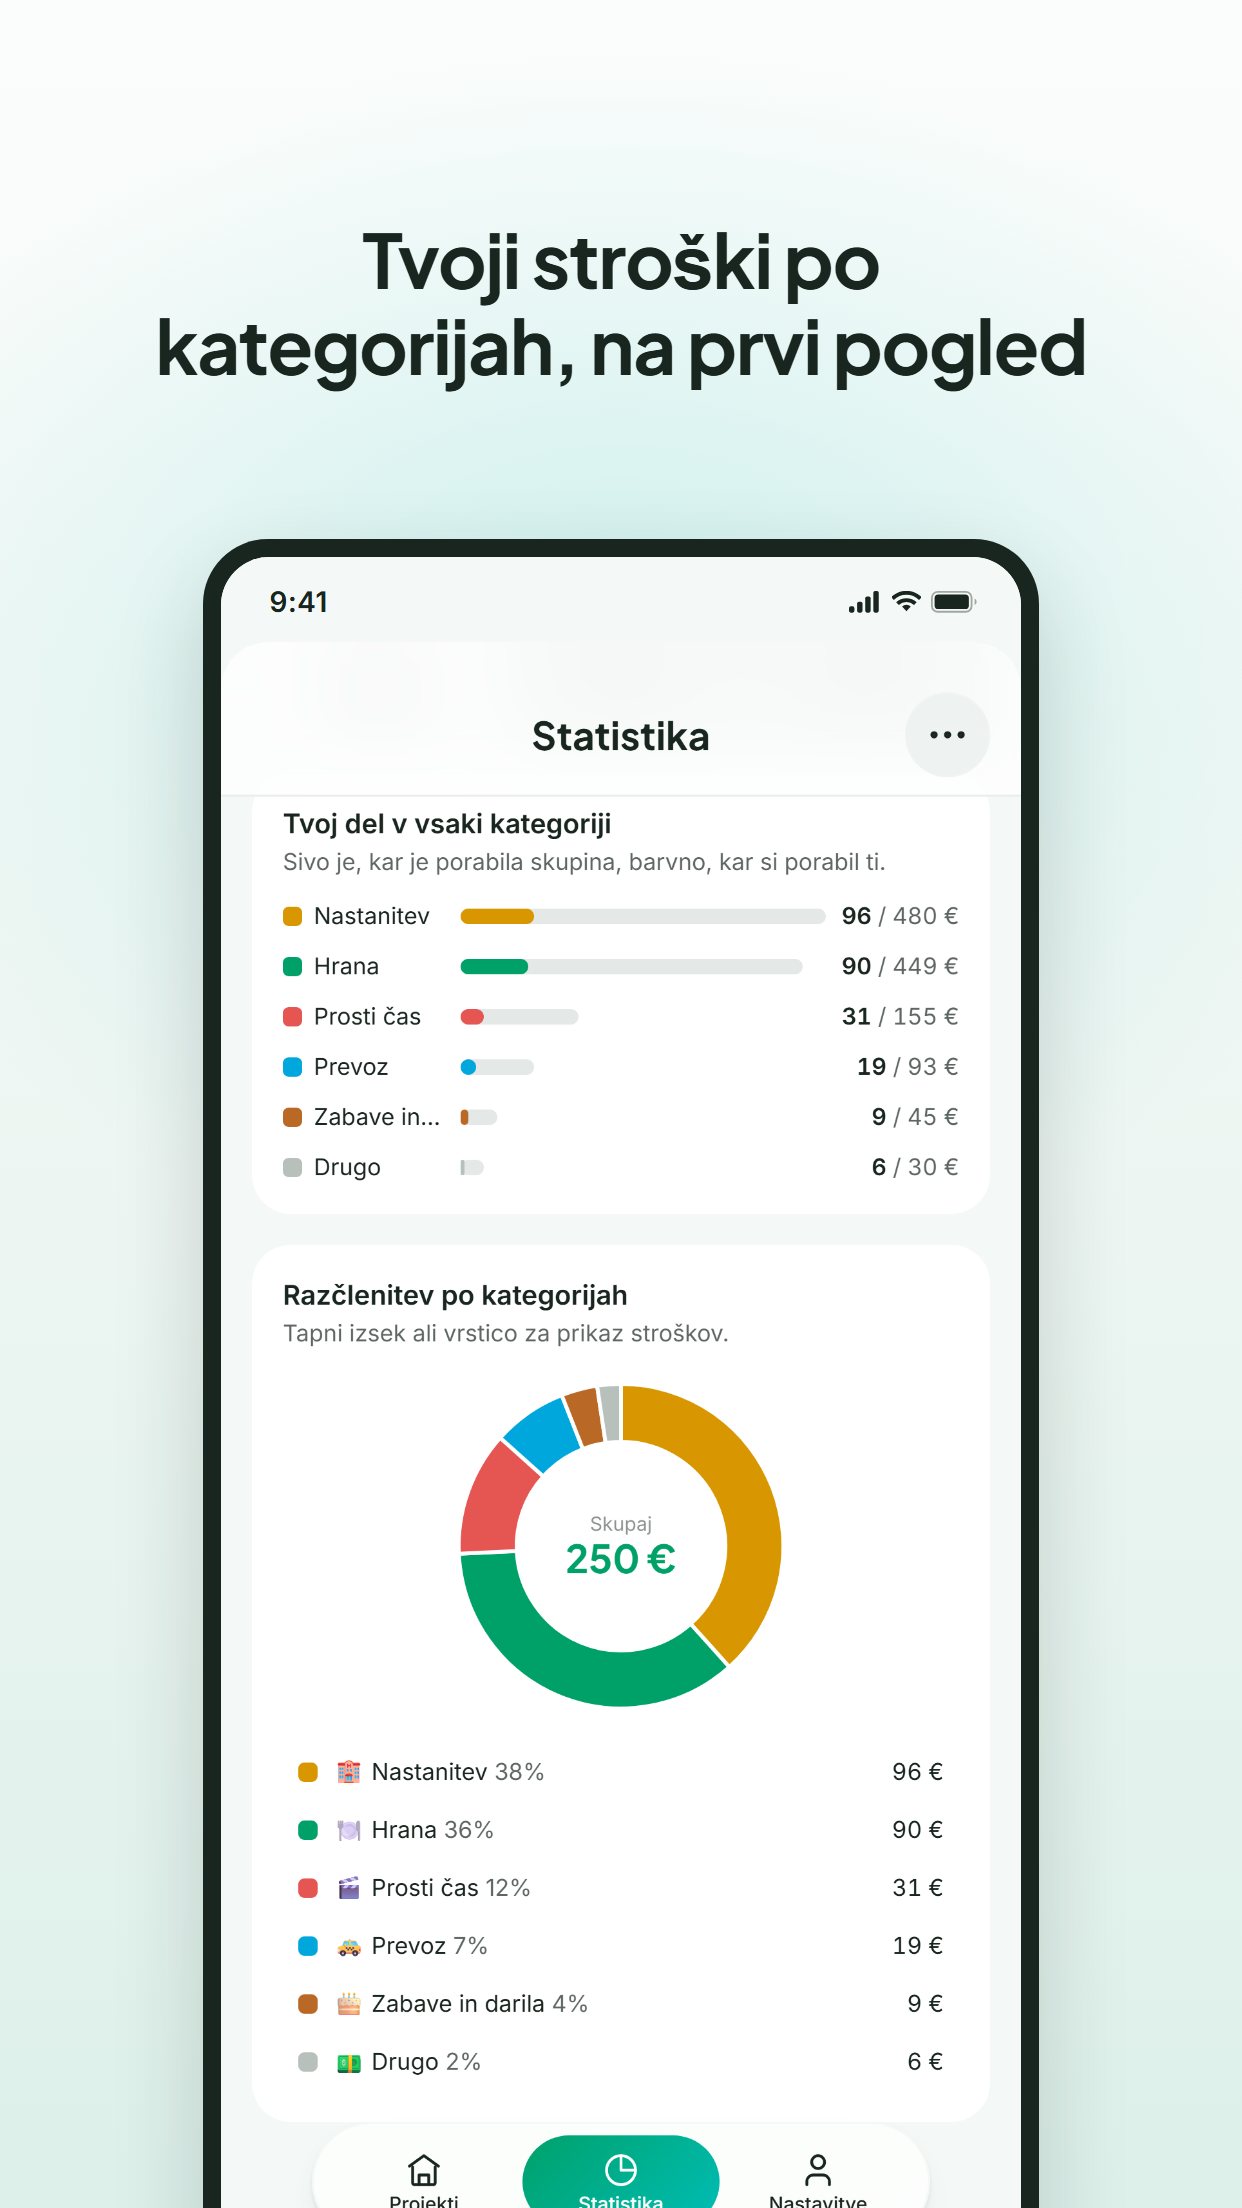 Tvoji stroški po
kategorijah, na prvi pogled
9:41
Statistika
Tvoj del v vsaki kategoriji
Sivo je, kar je porabila skupina, barvno, kar si porabil ti.
Nastanitev 96 / 480 €
Hrana 90 / 449 €
Prosti čas 31 / 155 €
Prevoz 19 / 93 €
Zabave in... 9 / 45 €
Drugo 6 / 30 €
Razčlenitev po kategorijah
Tapni izsek ali vrstico za prikaz stroškov.
Skupaj
250 €
Nastanitev 38% 96 €
Hrana 36% 90 €
Prosti čas 12% 31 €
Prevoz 7% 19 €
Zabave in darila 4% 9 €
Drugo 2% 6 €
Projekti Statistika Nastavitve